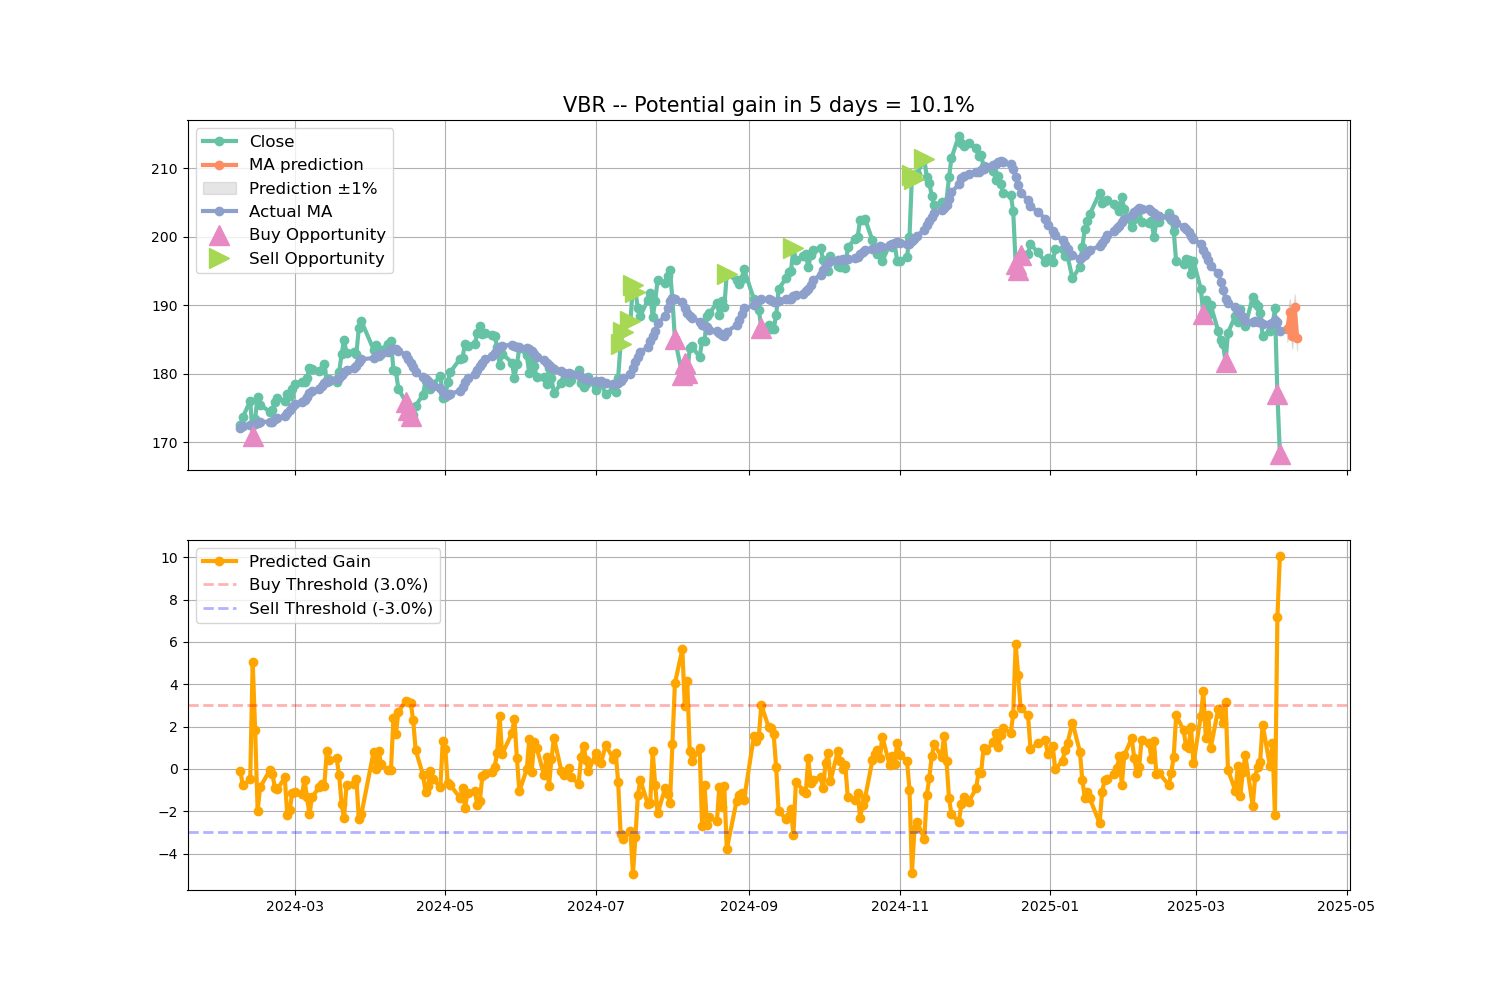 VBR -- Potential gain in 5 days = 10.1%
Close
MA prediction
Prediction ±1%
Actual MA
Buy Opportunity
Sell Opportunity
210
200
190
180
170
Predicted Gain
Buy Threshold (3.0%)
Sell Threshold (-3.0%)
10
8
6
4
2
0
−2
−4
2024-03 2024-05 2024-07 2024-09 2024-11 2025-01 2025-03 2025-05